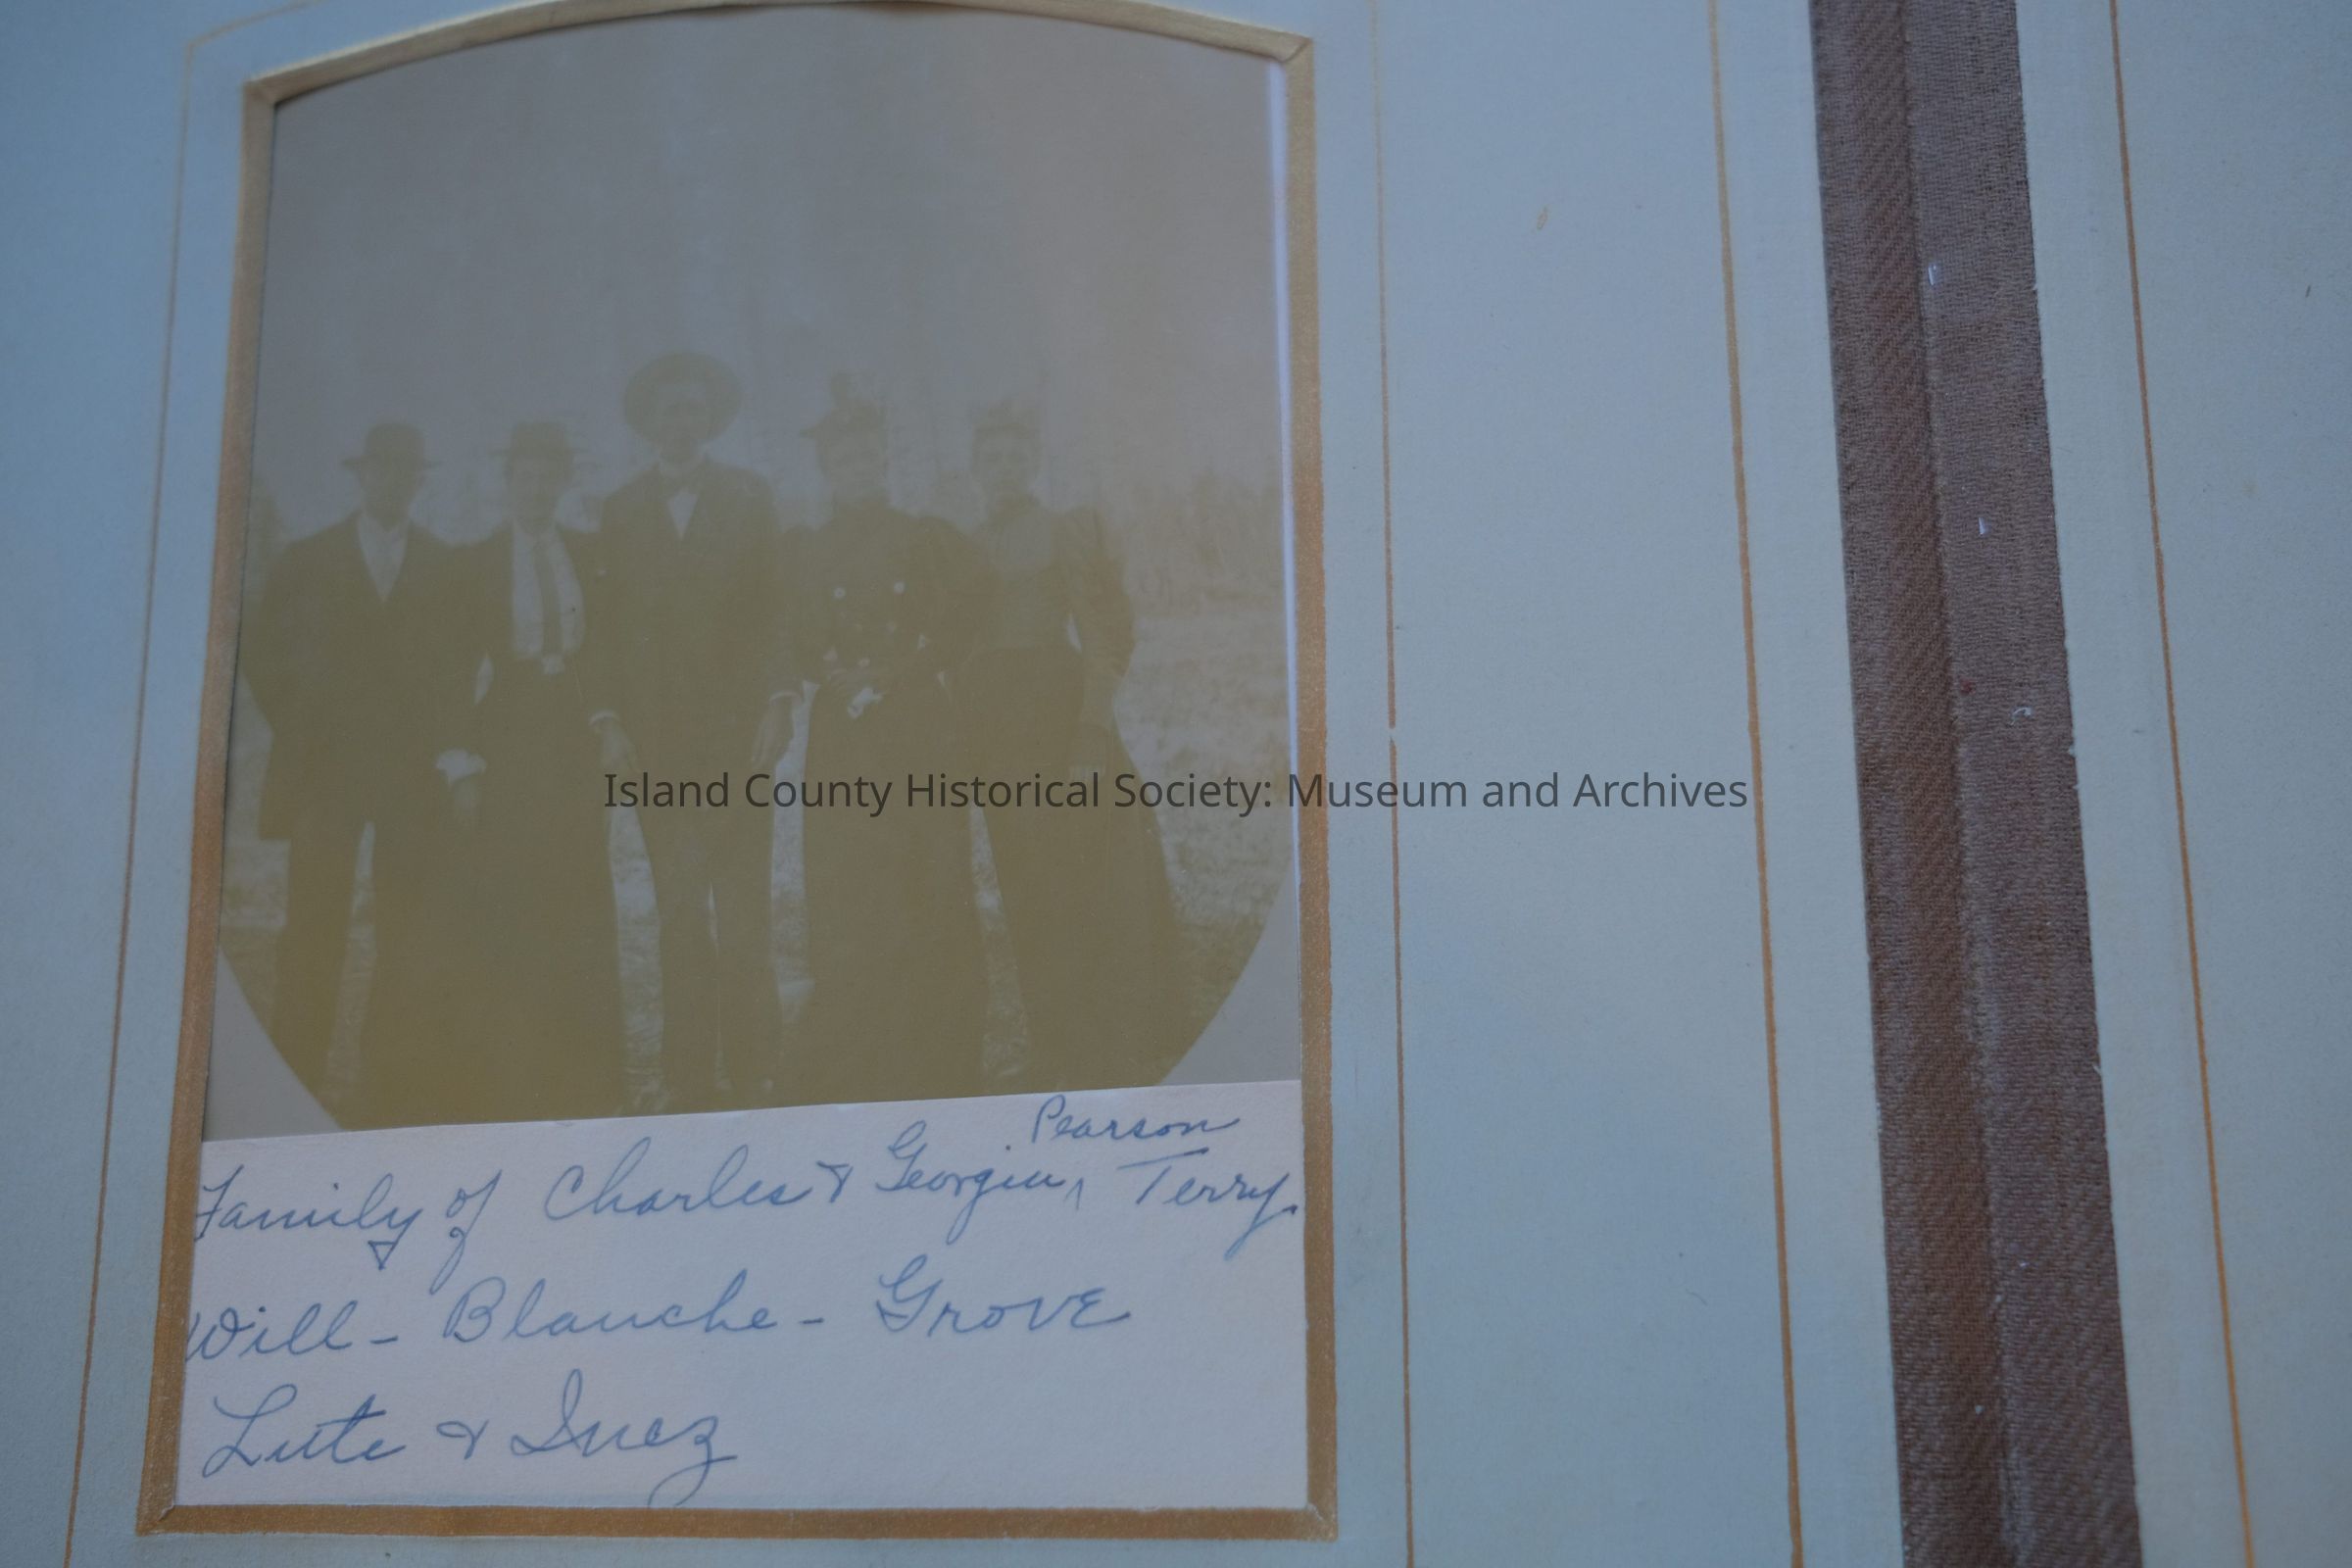 Island County Historical Society: Museum and Archives
Pearson
Family of Charles & Georgia ^ Terry.
Will - Blanche - Grove
Lute & Inez